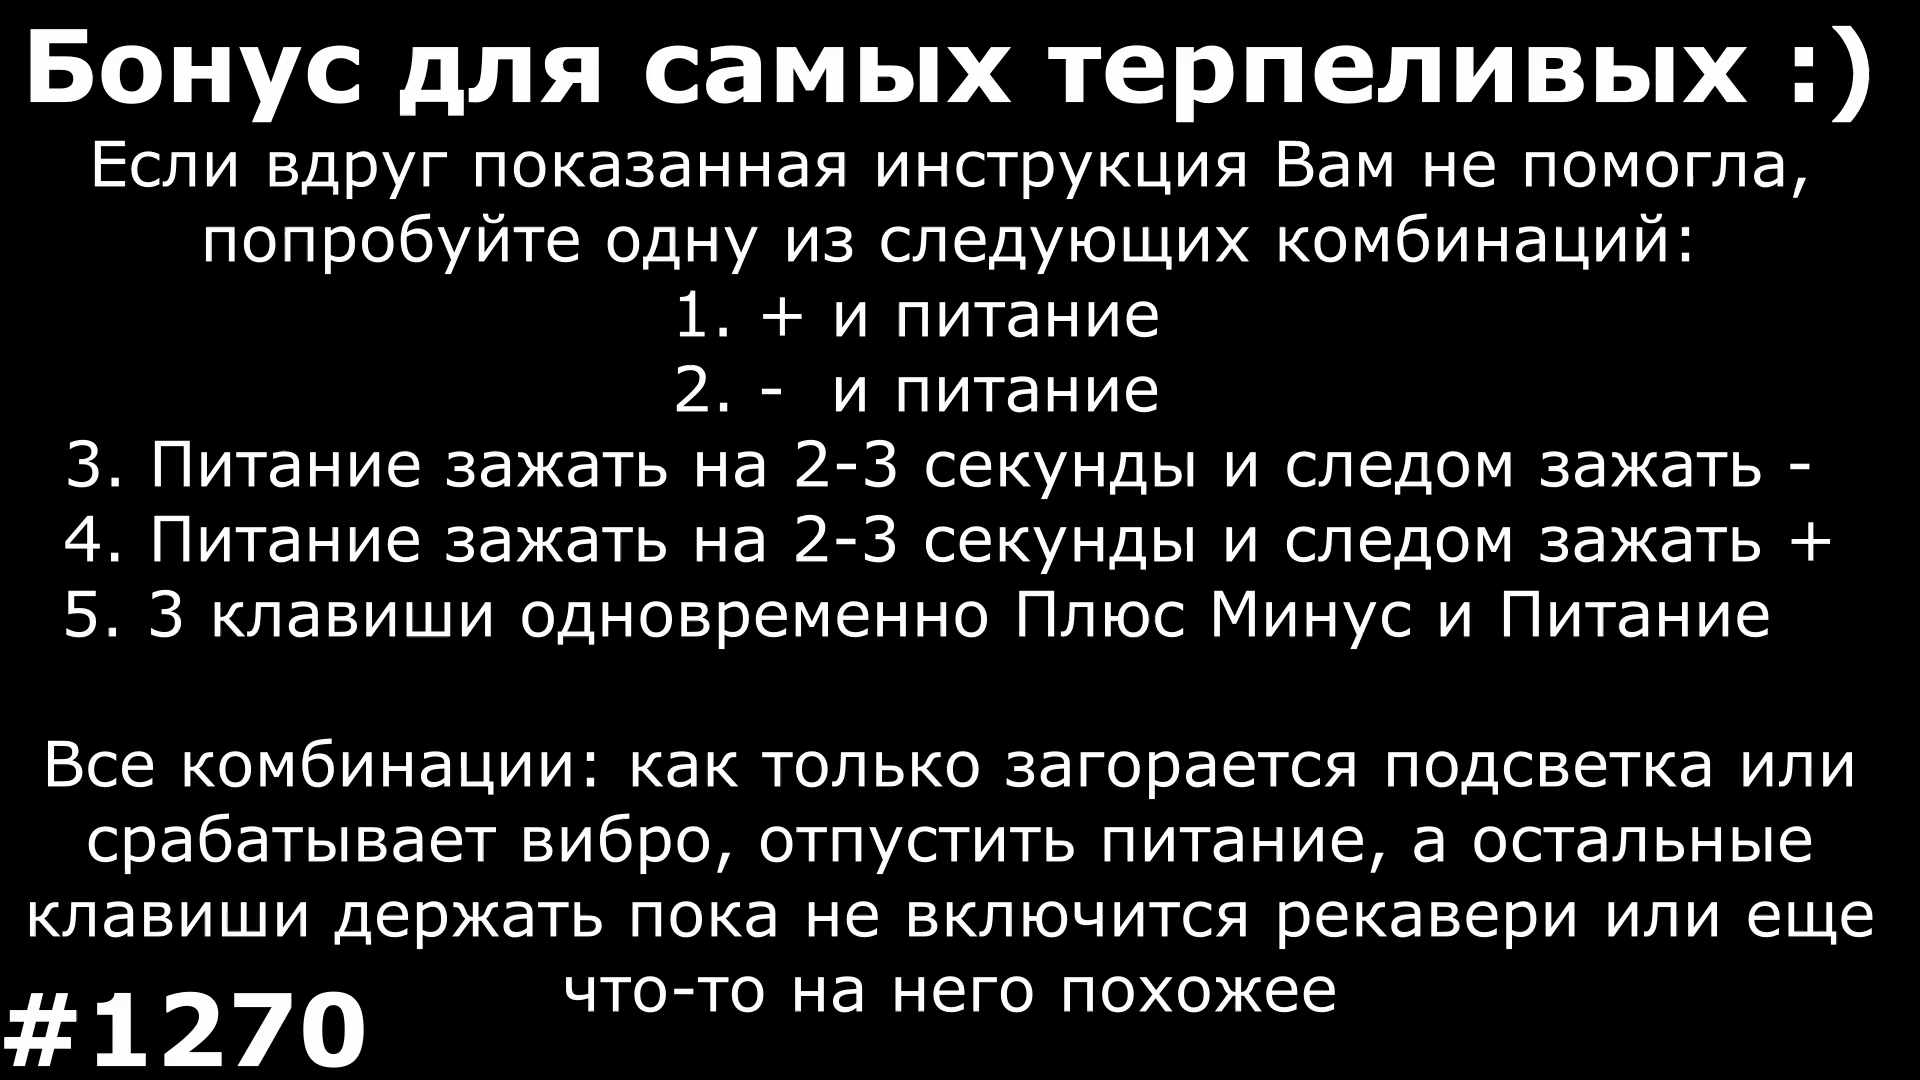 Бонус для самых терпеливых :)
Если вдруг показанная инструкция Вам не помогла,
попробуйте одну из следующих комбинаций:
1. + и питание
2. -  и питание
3. Питание зажать на 2-3 секунды и следом зажать -
4. Питание зажать на 2-3 секунды и следом зажать +
5. 3 клавиши одновременно Плюс Минус и Питание
Все комбинации: как только загорается подсветка или
срабатывает вибро, отпустить питание, а остальные
клавиши держать пока не включится рекавери или еще
что-то на него похожее
#1270